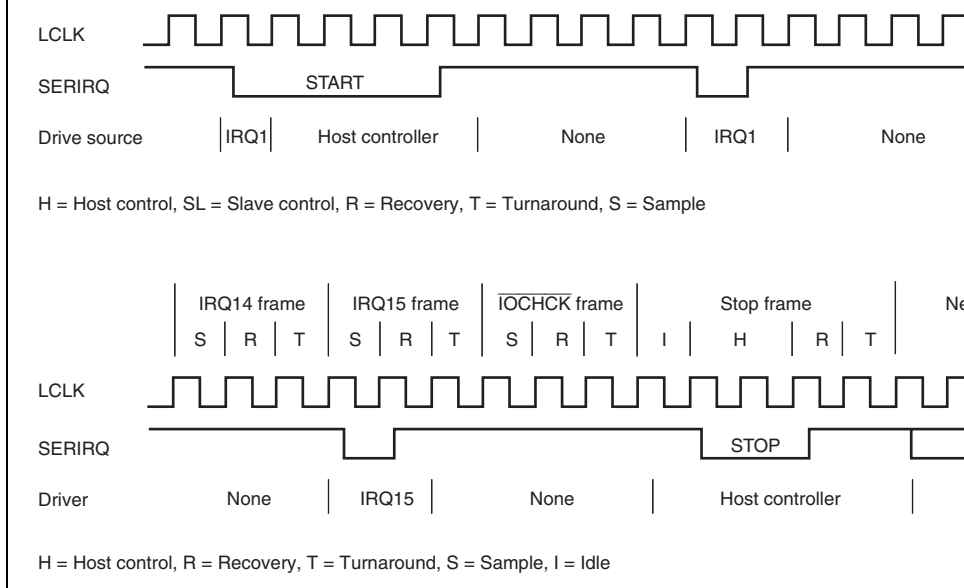 LCLK
SERIRQ START
Drive source IRQ1 Host controller None IRQ1 None
H = Host control, SL = Slave control, R = Recovery, T = Turnaround, S = Sample
IRQ14 frame IRQ15 frame IOCHCK frame Stop frame
S R T S R T S R T I H R T
LCLK
SERIRQ STOP
Driver None IRQ15 None Host controller
H = Host control, R = Recovery, T = Turnaround, S = Sample, I = Idle